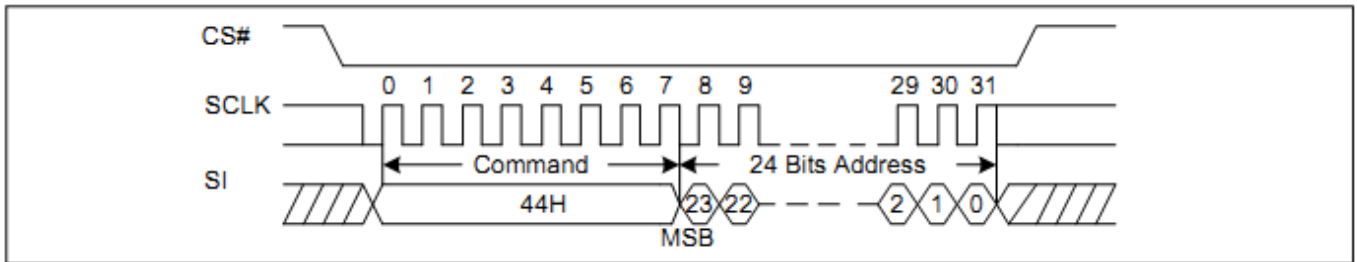 CS#
0 1 2 3 4 5 6 7 8 9 29 30 31
SCLK
Command 24 Bits Address
SI
44H 23 22 2 1 0
MSB